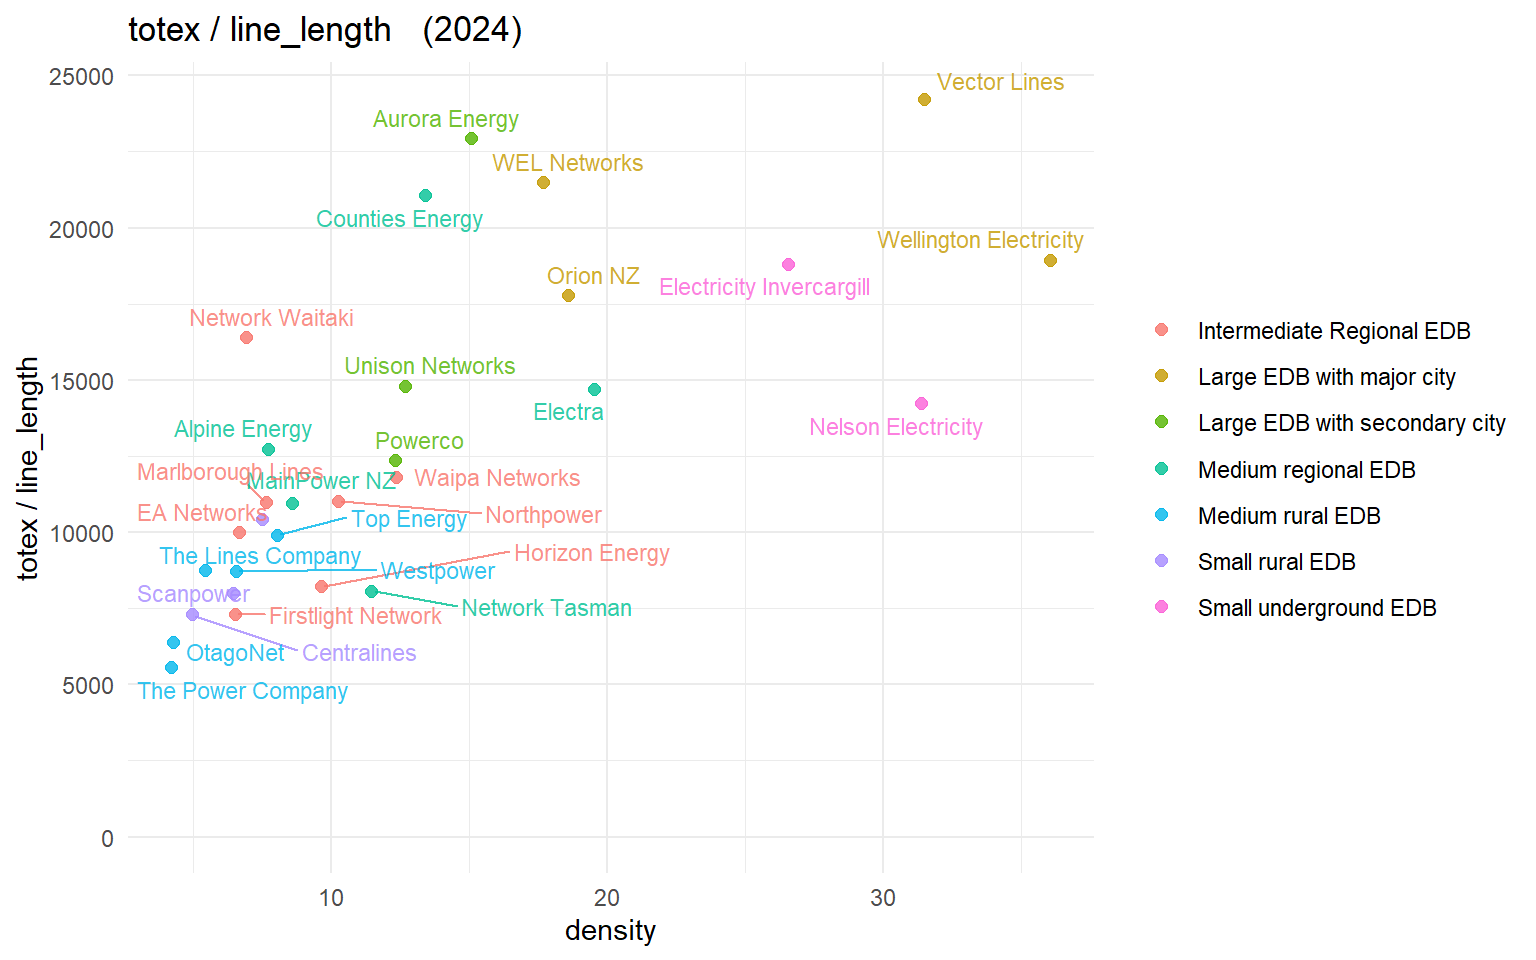 totex / line_length   (2024)
totex / line_length
25000
20000
15000
10000
5000
0
Vector Lines
Aurora Energy
WEL Networks
Counties Energy
Wellington Electricity
Orion NZ
Electricity Invercargill
Network Waitaki
Unison Networks
Electra
Nelson Electricity
Alpine Energy
Powerco
Marlborough Lines
MainPower NZ
Waipa Networks
EA Networks
Northpower
Top Energy
The Lines Company
Horizon Energy
Westpower
Scanpower
Network Tasman
Firstlight Network
OtagoNet
Centralines
The Power Company
10
20
30
density
Intermediate Regional EDB
Large EDB with major city
Large EDB with secondary city
Medium regional EDB
Medium rural EDB
Small rural EDB
Small underground EDB